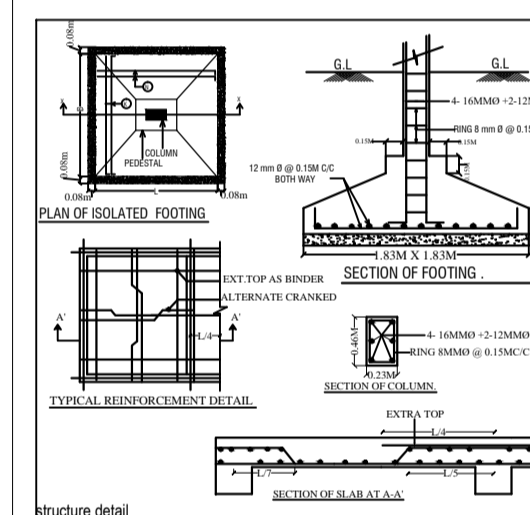 0.08m
0.08m
x
x
COLUMN
PEDESTAL
0.08m
L
0.08m
PLAN OF ISOLATED FOOTING
G.L
G.L
4- 16MMØ +2-12M
RING 8 mm Ø @ 0.15
0.15M
0.15M
0.15M
12 mm Ø @ 0.15M C/C
BOTH WAY
1.83M X 1.83M
SECTION OF FOOTING .
EXT.TOP AS BINDER
ALTERNATE CRANKED
A'
A'
L/4
TYPICAL REINFORCEMENT DETAIL
0.46M
4- 16MMØ +2-12MMØ
RING 8MMØ @ 0.15MC/C
0.23M
SECTION OF COLUMN.
EXTRA TOP
L/4
L/7
L/5
SECTION OF SLAB AT A-A'
structure detail